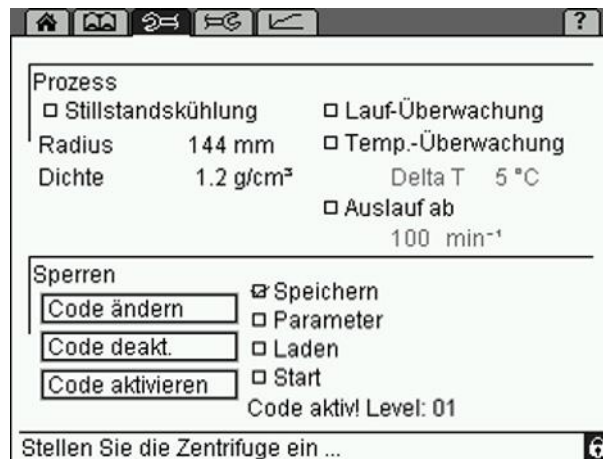 ?
Prozess
Stillstandskühlung
Lauf-Überwachung
Radius 144 mm
Temp.-Überwachung
Dichte 1.2 g/cm³
Delta T 5 °C
Auslauf ab
100 min⁻¹
Sperren
Code ändern
Code deakt.
Code aktivieren
Speichern
Parameter
Laden
Start
Code aktiv! Level: 01
Stellen Sie die Zentrifuge ein ...